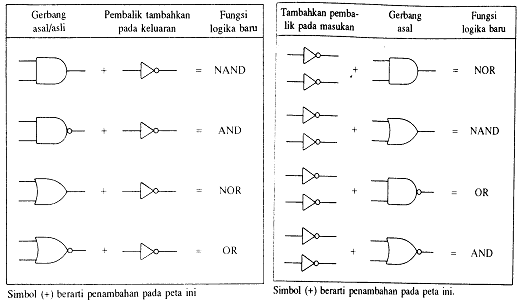 Gerbang Pembalik tambahkan Fungsi
asal/asli pada keluaran logika baru
+ = NAND
+ = AND
+ = NOR
+ = OR
Simbol (+) berarti penambahan pada peta ini
Tambahkan pemba- Gerbang Fungsi
lik pada masukan asal logika baru
+ = NOR
+ = NAND
+ = OR
+ = AND
Simbol (+) berarti penambahan pada peta ini.